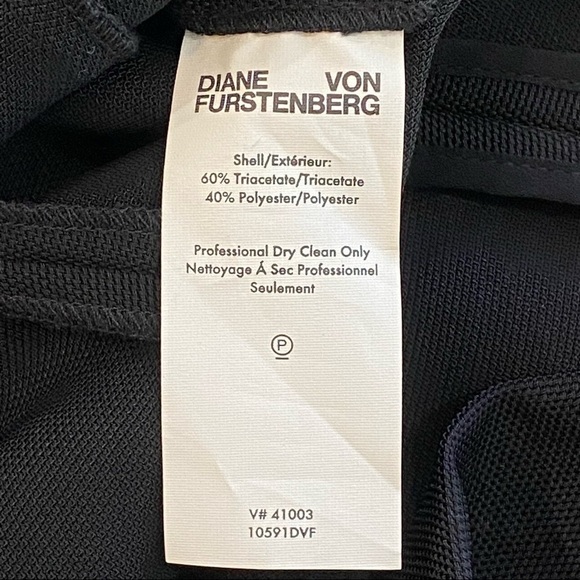 DIANE VON
FURSTENBERG
Shell/Extérieur:
60% Triacetate/Triacetate
40% Polyester/Polyester
Professional Dry Clean Only
Nettoyage Á Sec Professionnel
Seulement
P
V# 41003
10591DVF